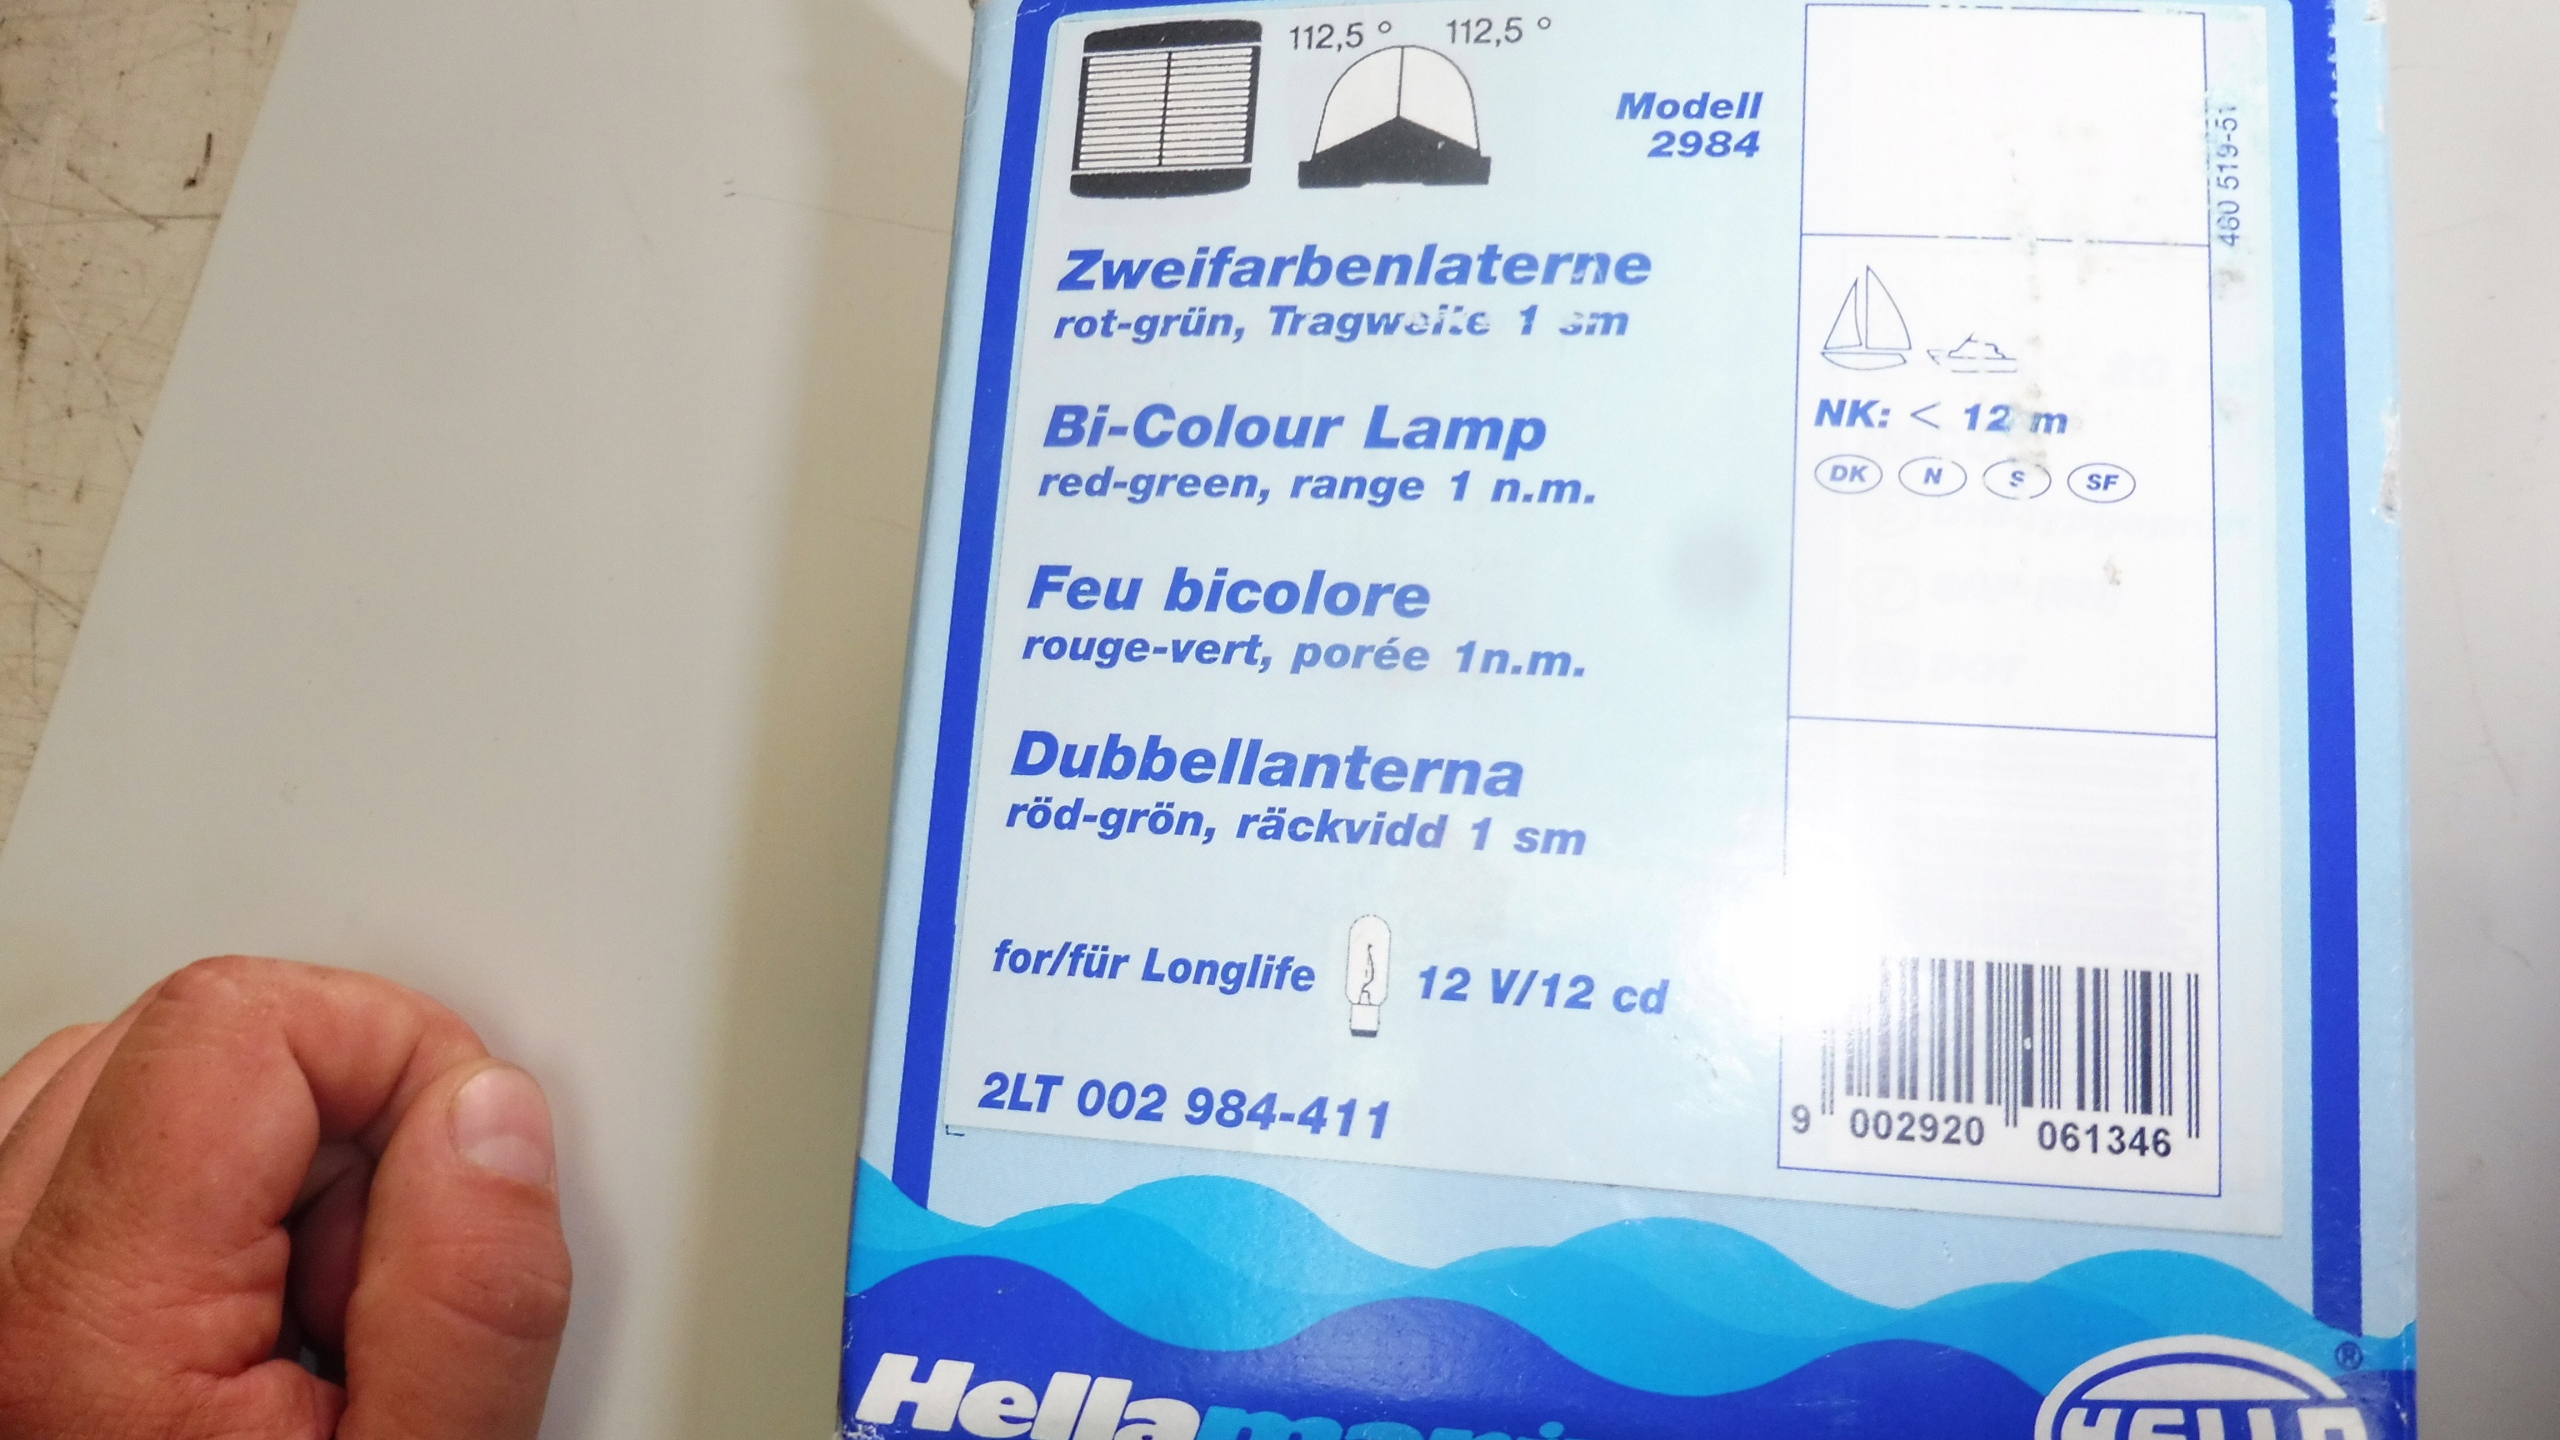 112,5 ° 112,5 °
Modell
2984
Zweifarbenlaterne
rot-grün, Tragweite 1 sm
Bi-Colour Lamp
red-green, range 1 n.m.
Feu bicolore
rouge-vert, porée 1n.m.
Dubbellanterna
röd-grön, räckvidd 1 sm
for/für Longlife 12 V/12 cd
2LT 002 984-411
460 519-51
NK: < 12 m
DK N S SF
9 002920 061346
Hella
HELLA ®